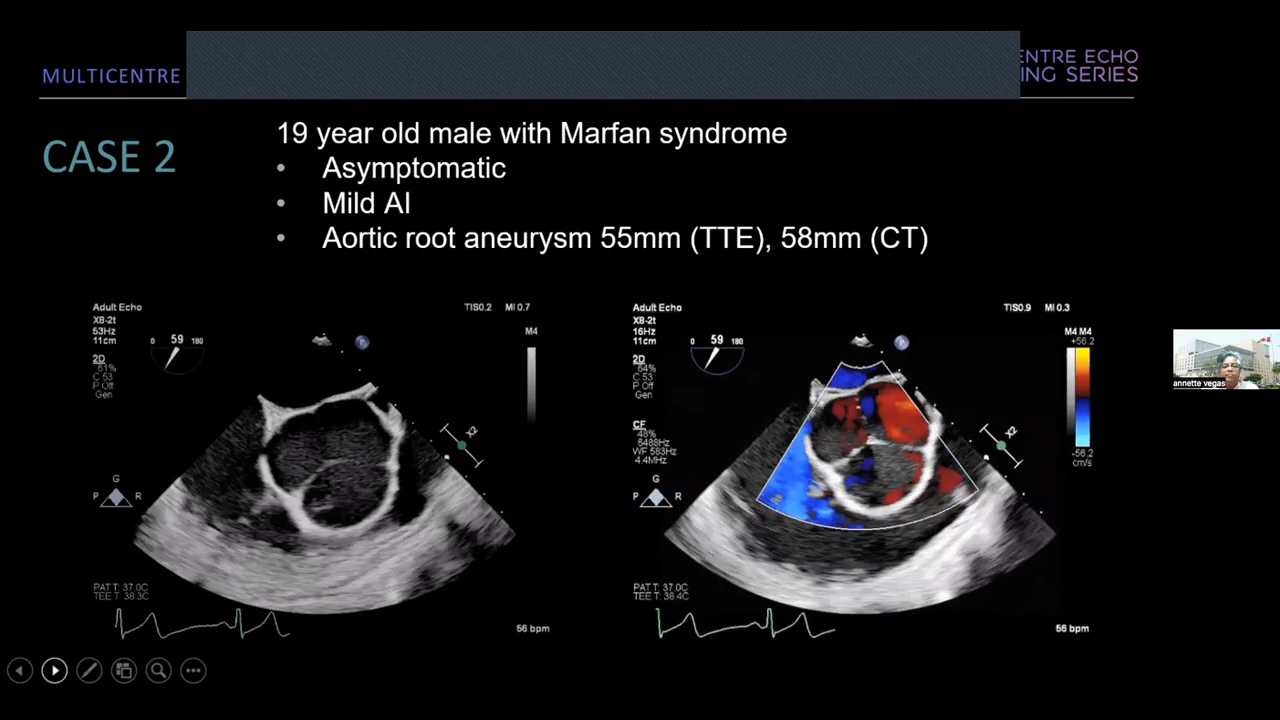 MULTICENTRE
ENTRE ECHO
ING SERIES
CASE 2
19 year old male with Marfan syndrome
• Asymptomatic
• Mild AI
• Aortic root aneurysm 55mm (TTE), 58mm (CT)
Adult Echo
X8-2t
53Hz
11cm
2D
61%
C 53
P Off
Gen
TIS0.2 MI 0.7
M4
0 59 180
P
X2
G
P R
PAT T: 37.0C
TEE T: 38.3C
56 bpm
Adult Echo
X8-2t
16Hz
11cm
2D
64%
C 53
P Off
Gen
CF
48%
6488Hz
WF 583Hz
4.4MHz
TIS0.9 MI 0.3
M4 M4
+56.2
-56.2
cm/s
0 59 180
P
X2
G
P R
PAT T: 37.0C
TEE T: 38.4C
56 bpm
annette vegas